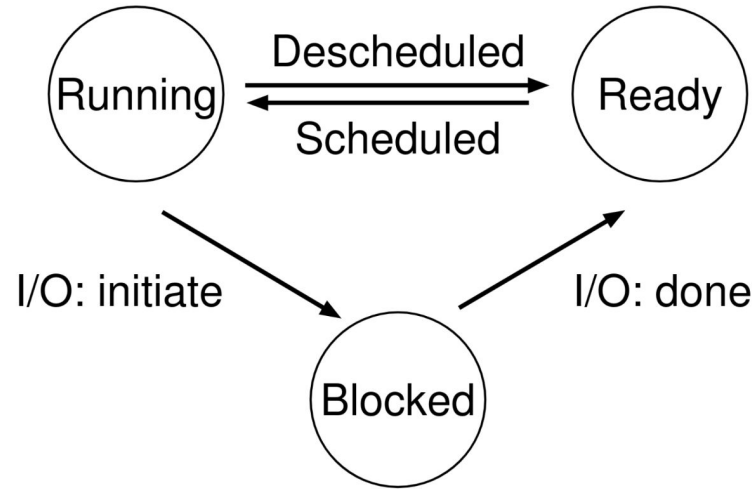 Descheduled
Running
Ready
Scheduled
I/O: initiate
I/O: done
Blocked